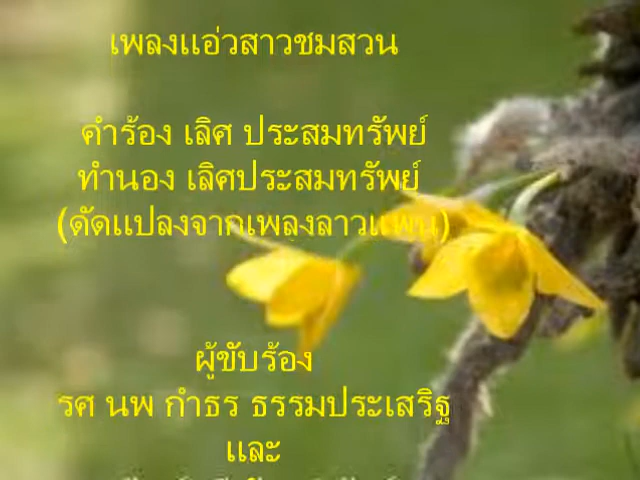 เพลงแอ่วสาวชมสวน
คำร้อง เลิศ ประสมทรัพย์
ทำนอง เลิศประสมทรัพย์
(ดัดแปลงจากเพลงลาวแพน)
ผู้ขับร้อง
รศ นพ กำธร ธรรมประเสริฐ
และ